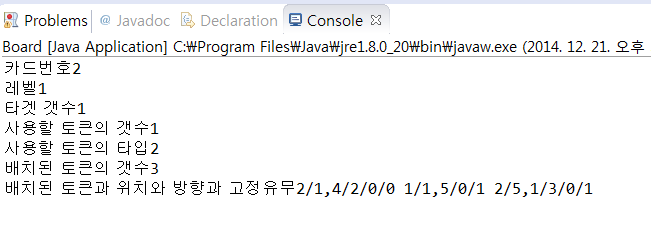 Problems @ Javadoc Declaration Console
Board [Java Application] C:₩Program Files₩Java₩jre1.8.0_20₩bin₩javaw.exe (2014. 12. 21. 오후
카드번호2
레벨1
타겟 갯수1
사용할 토큰의 갯수1
사용할 토큰의 타입2
배치된 토큰의 갯수3
배치된 토큰과 위치와 방향과 고정유무2/1,4/2/0/0 1/1,5/0/1 2/5,1/3/0/1